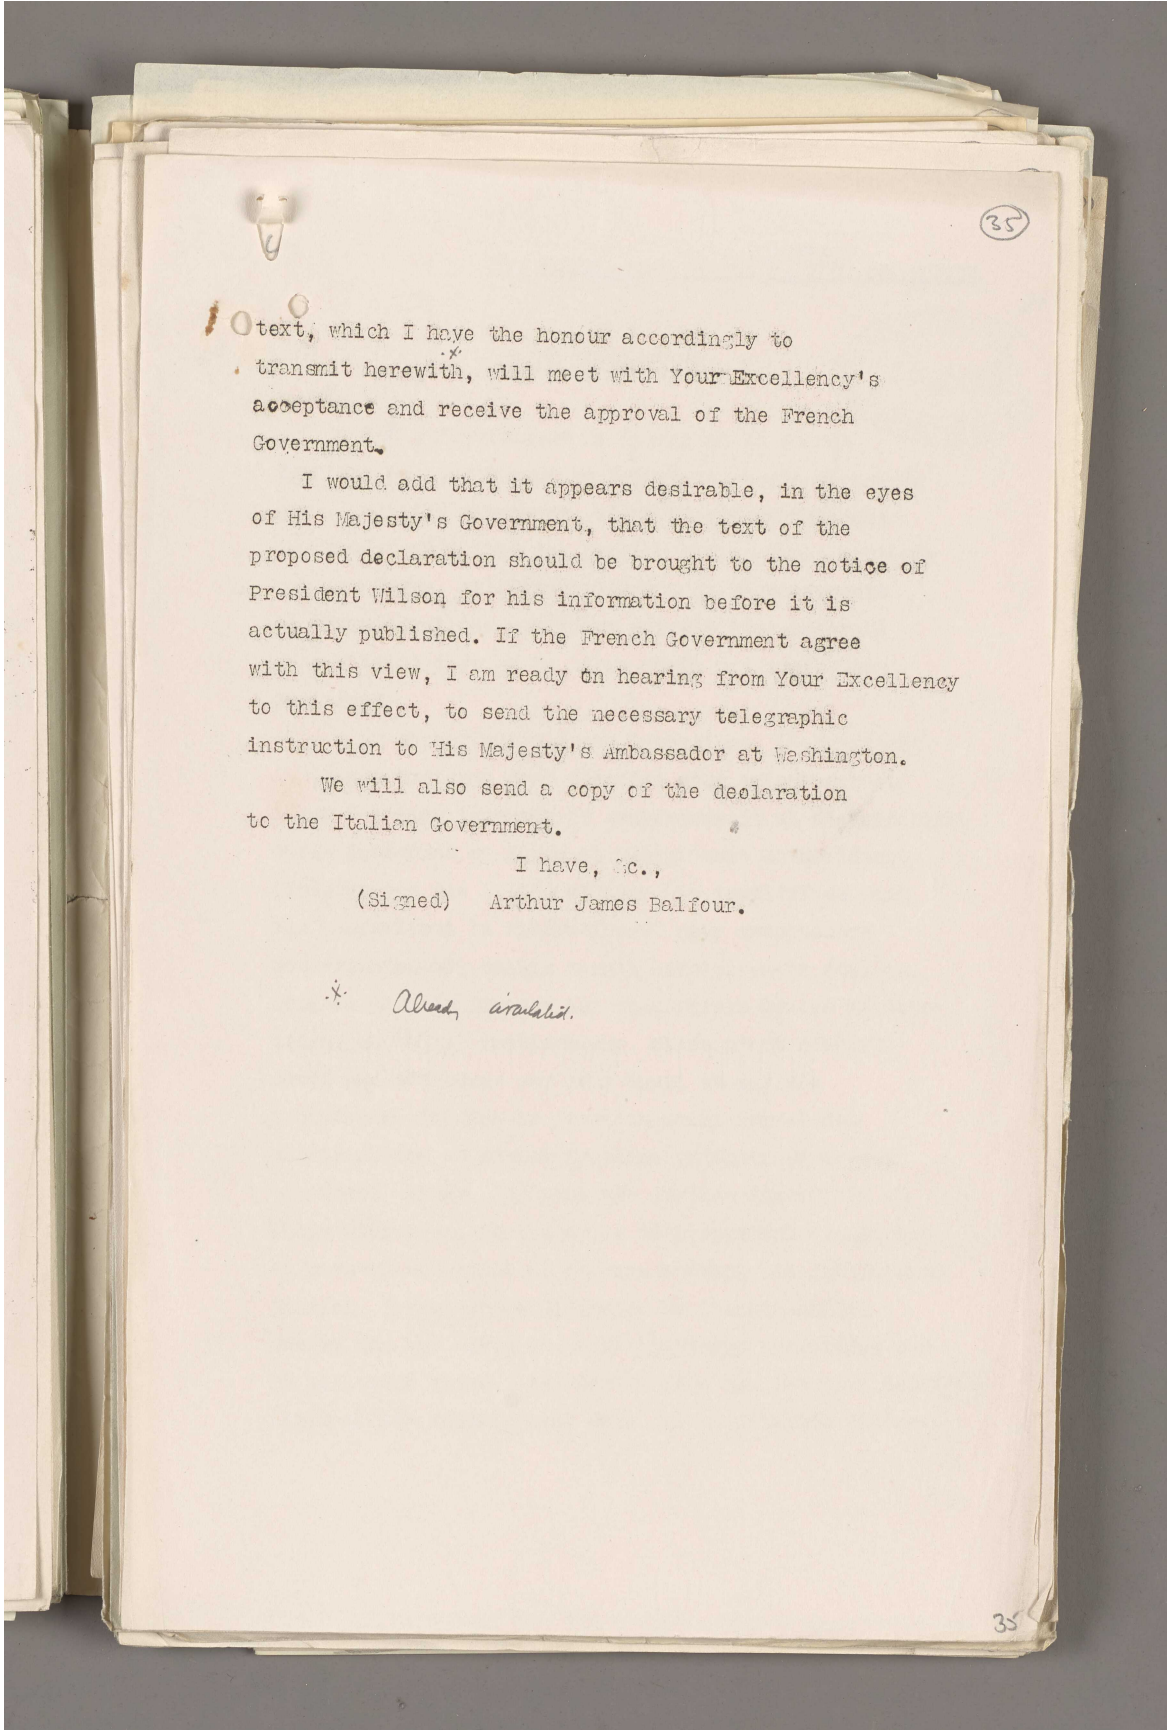 35
text, which I have the honour accordingly to
transmit herewith, will meet with Your Excellency's
acceptance and receive the approval of the French
Government.
I would add that it appears desirable, in the eyes
of His Majesty's Government, that the text of the
proposed declaration should be brought to the notice of
President Wilson for his information before it is
actually published. If the French Government agree
with this view, I am ready on hearing from Your Excellency
to this effect, to send the necessary telegraphic
instruction to His Majesty's Ambassador at Washington.
We will also send a copy of the declaration
to the Italian Government.
I have, &c.,
(Signed) Arthur James Balfour.
Already
35